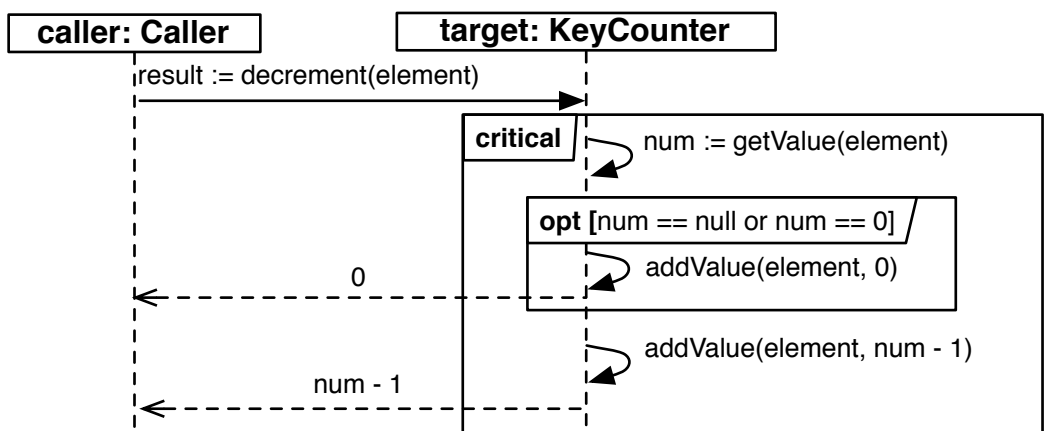 caller: Caller
target: KeyCounter
result := decrement(element)
critical
num := getValue(element)
opt [num == null or num == 0]
addValue(element, 0)
0
addValue(element, num - 1)
num - 1